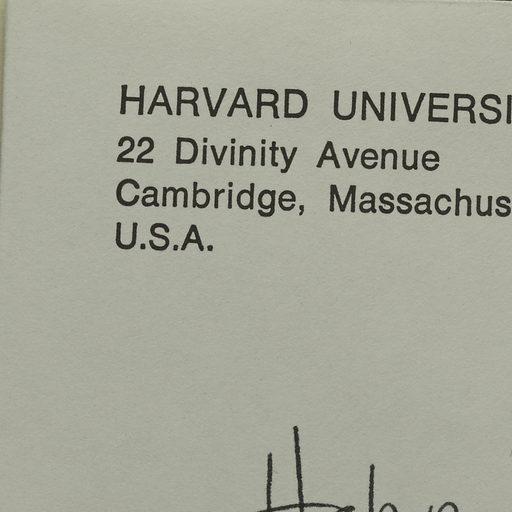 HARVARD UNIVERSI
22 Divinity Avenue
Cambridge, Massachus
U.S.A.